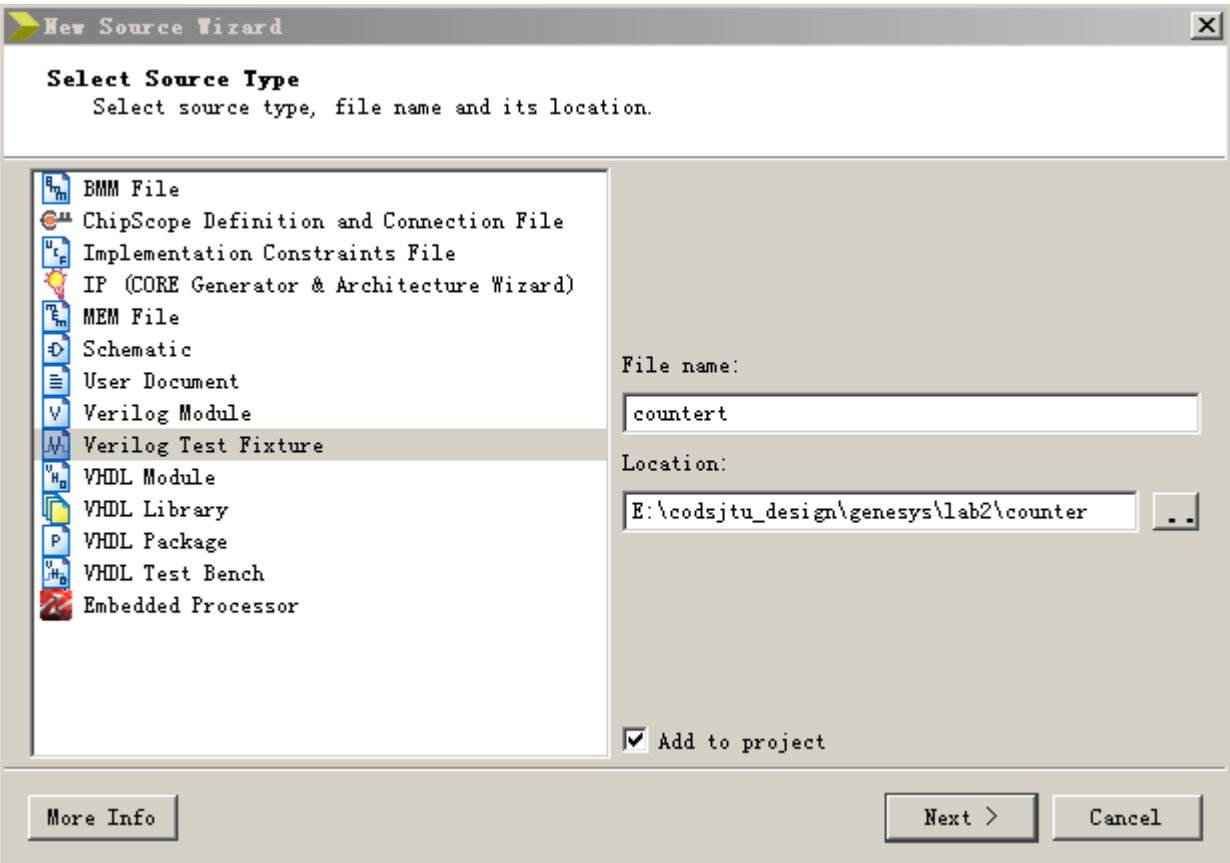 New Source Wizard
Select Source Type
Select source type, file name and its location.
BMM File
ChipScope Definition and Connection File
Implementation Constraints File
IP (CORE Generator & Architecture Wizard)
MEM File
Schematic
User Document
Verilog Module
Verilog Test Fixture
VHDL Module
VHDL Library
VHDL Package
VHDL Test Bench
Embedded Processor
File name:
countert
Location:
E:\codsjtu_design\genesys\lab2\counter
..
Add to project
More Info
Next >
Cancel